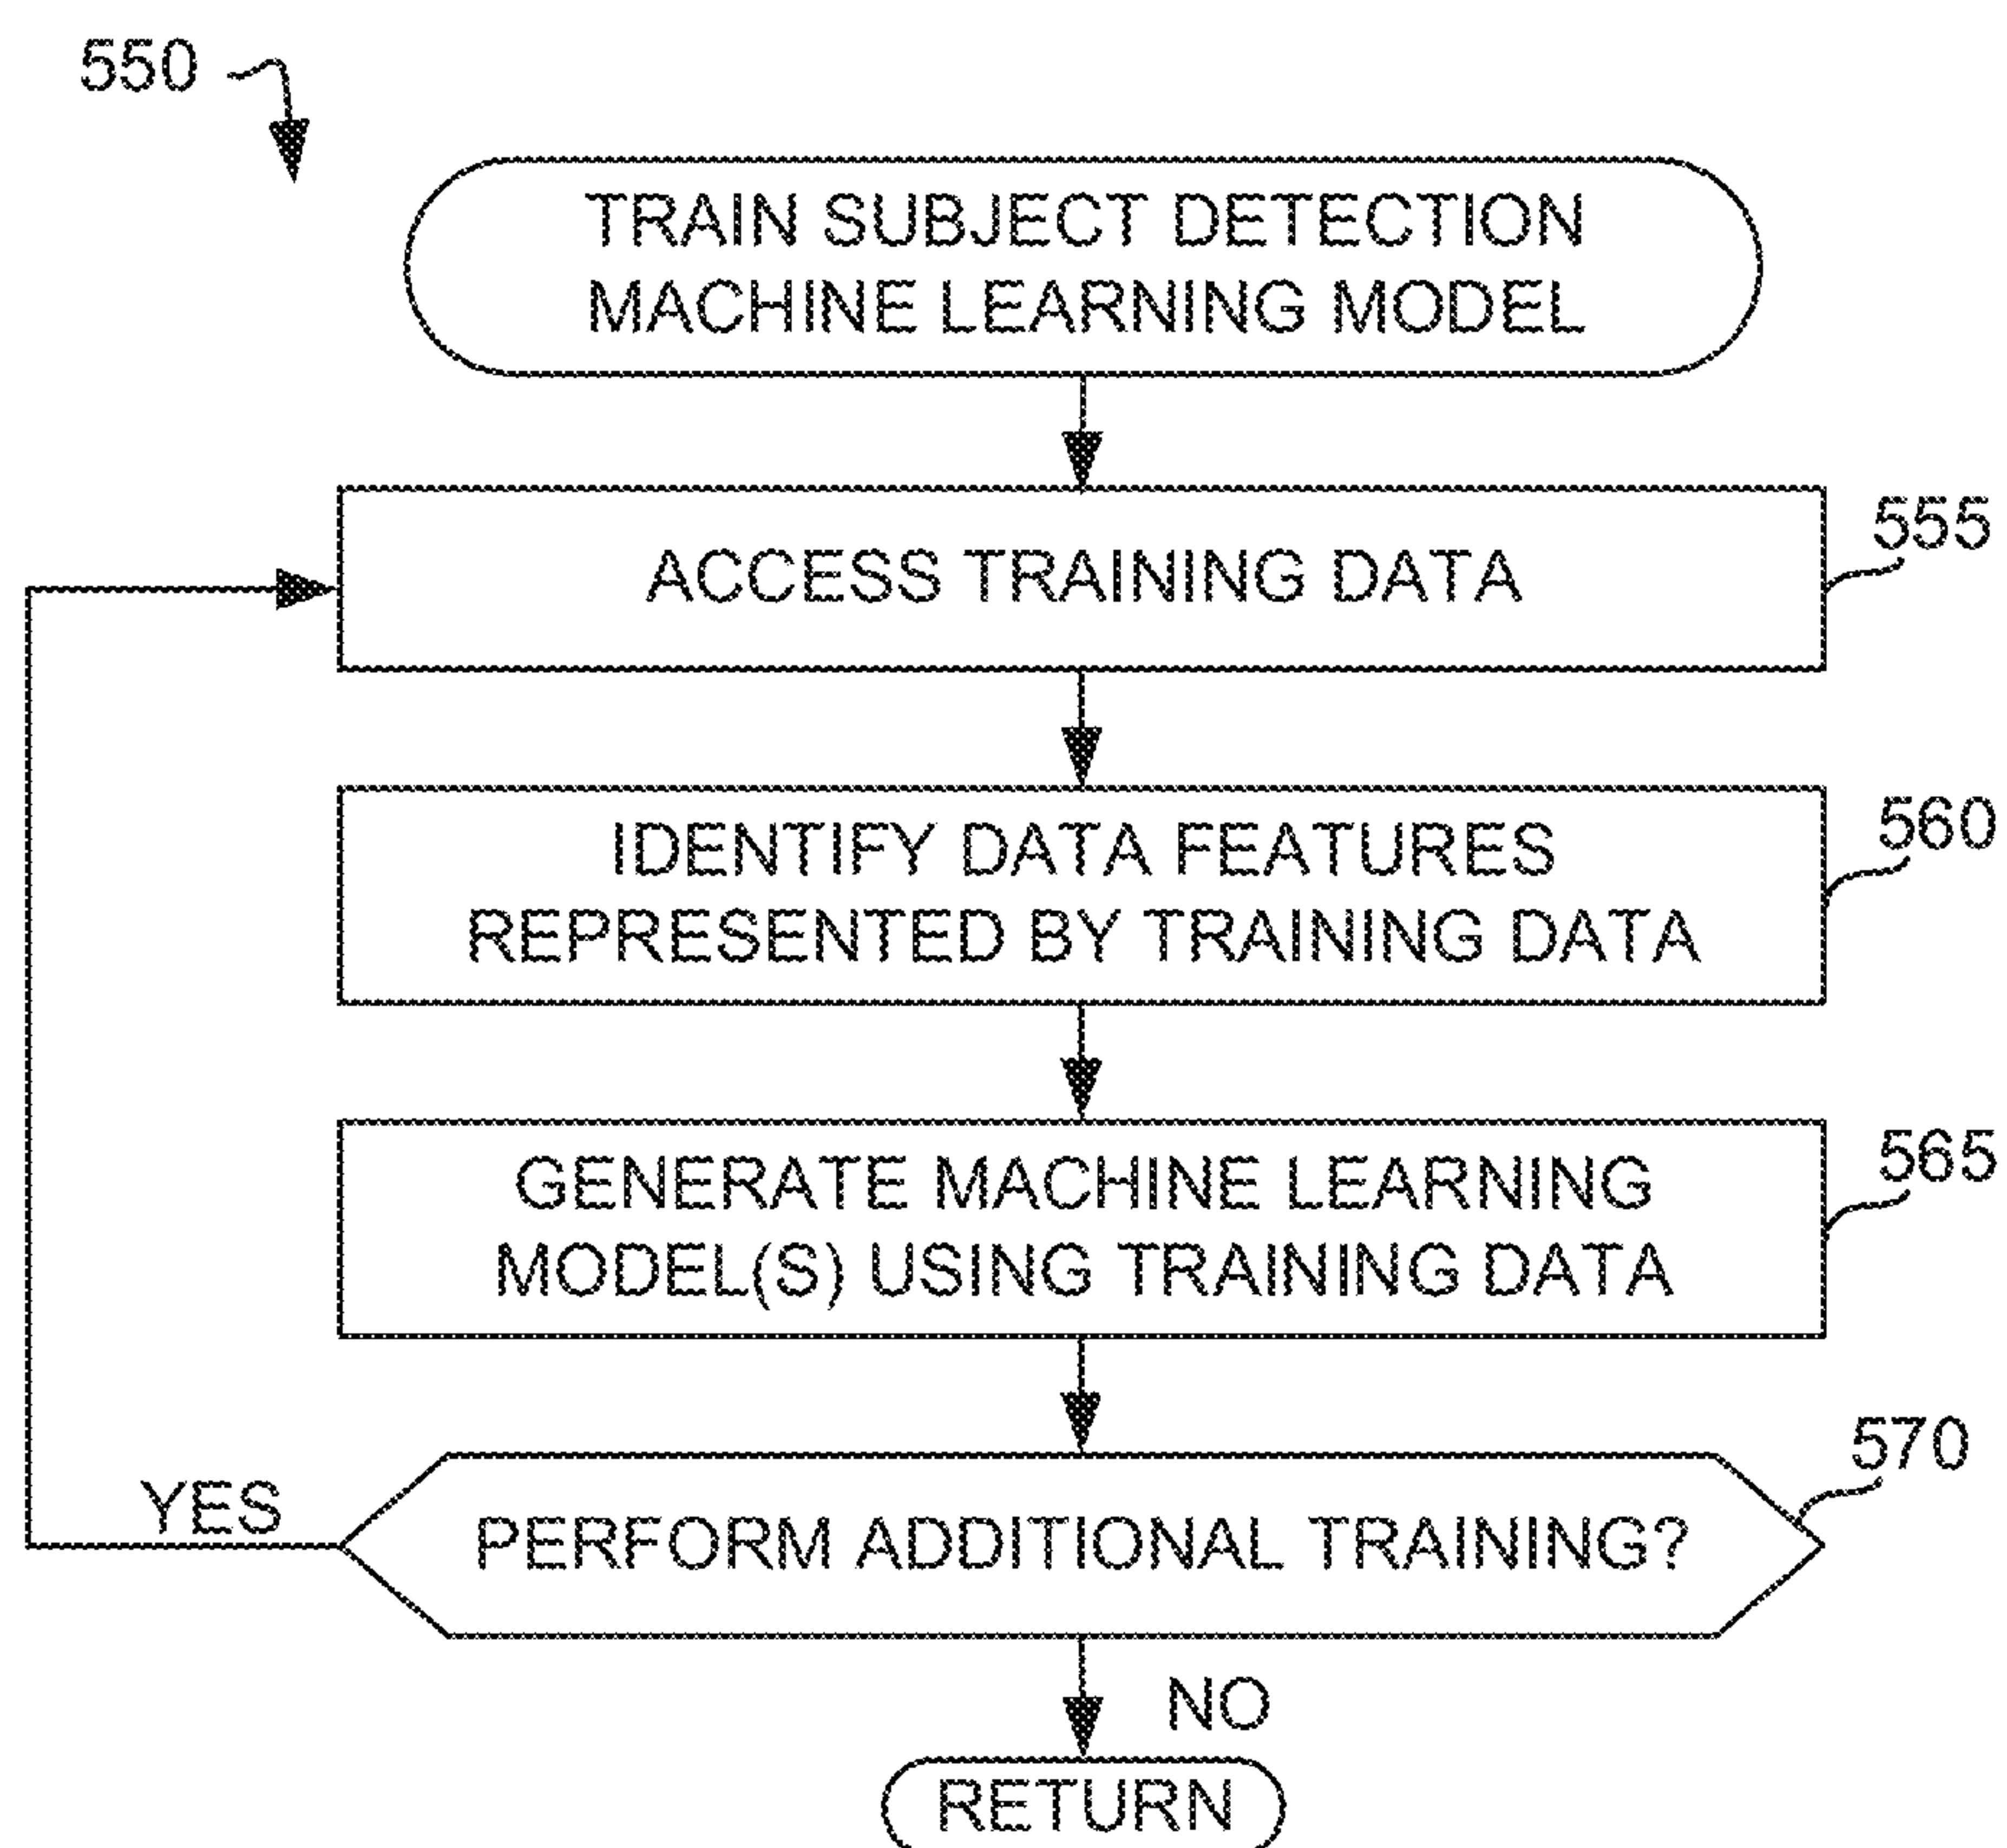 550
TRAIN SUBJECT DETECTION
MACHINE LEARNING MODEL
ACCESS TRAINING DATA
555
IDENTIFY DATA FEATURES
REPRESENTED BY TRAINING DATA
560
GENERATE MACHINE LEARNING
MODEL(S) USING TRAINING DATA
565
PERFORM ADDITIONAL TRAINING?
570
YES
NO
RETURN